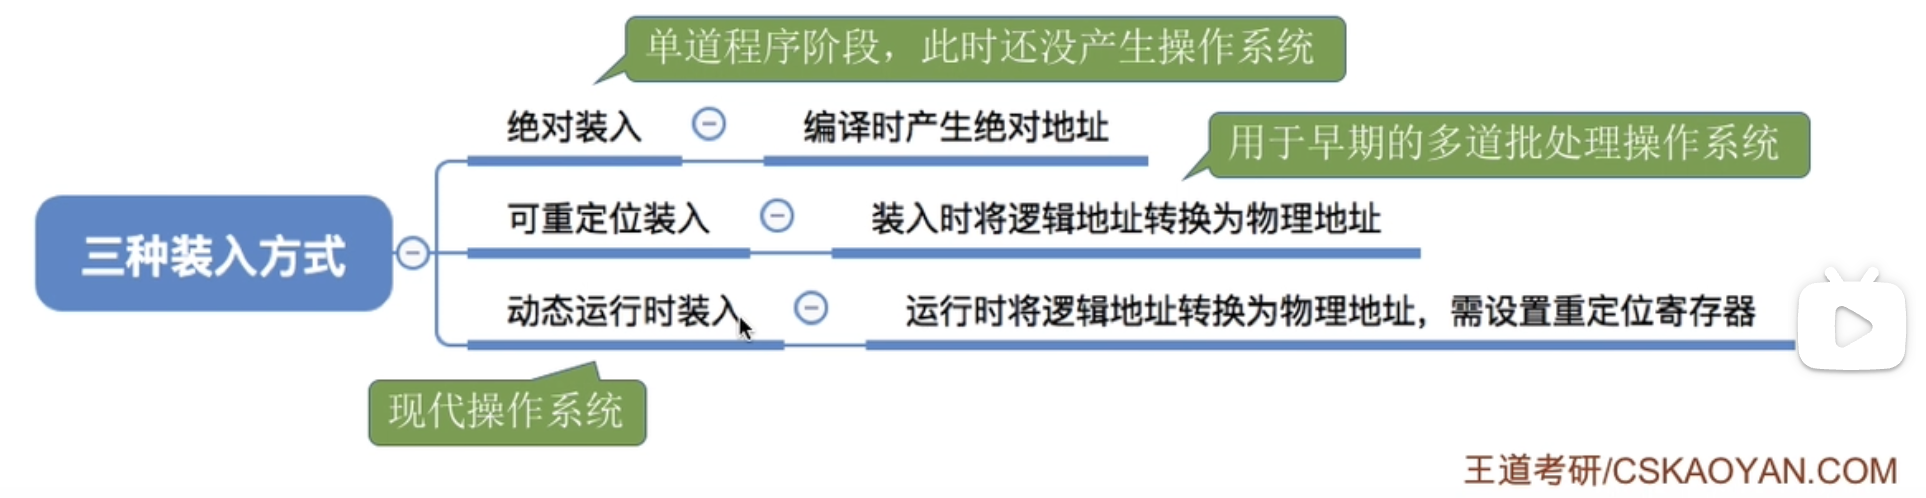 单道程序阶段，此时还没产生操作系统
绝对装入
编译时产生绝对地址
用于早期的多道批处理操作系统
三种装入方式
可重定位装入
装入时将逻辑地址转换为物理地址
动态运行时装入
运行时将逻辑地址转换为物理地址，需设置重定位寄存器
现代操作系统
王道考研/CSKAOYAN.COM